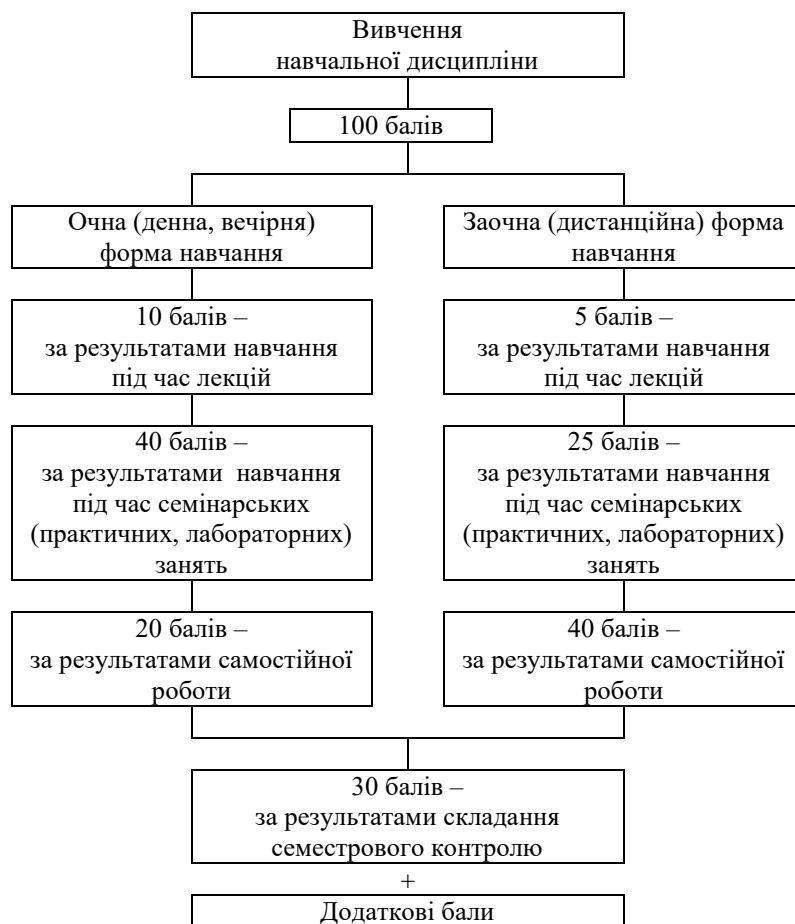 Вивчення
навчальної дисципліни
100 балів
Очна (денна, вечірня)
форма навчання
Заочна (дистанційна) форма
навчання
10 балів –
за результатами навчання
під час лекцій
5 балів –
за результатами навчання
під час лекцій
40 балів –
за результатами навчання
під час семінарських
(практичних, лабораторних)
занять
25 балів –
за результатами навчання
під час семінарських
(практичних, лабораторних)
занять
20 балів –
за результатами самостійної
роботи
40 балів –
за результатами самостійної
роботи
30 балів –
за результатами складання
семестрового контролю
+
Додаткові бали